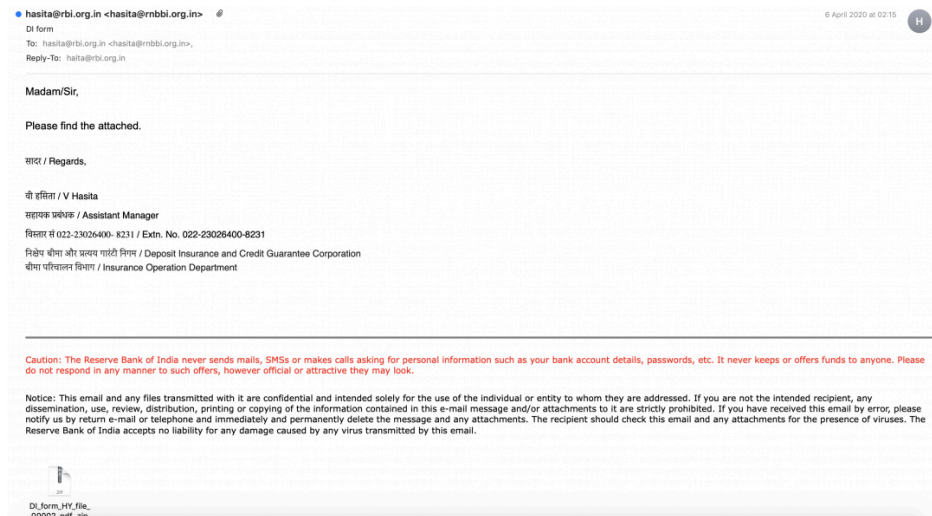 hasita@rbi.org.in <hasita@rnbbi.org.in>
6 April 2020 at 02:15
H
DI form
To: hasita@rbi.org.in <hasita@rnbbi.org.in>,
Reply-To: haita@rbi.org.in
Madam/Sir,
Please find the attached.
सादर / Regards,
वी हसिता / V Hasita
सहायक प्रबंधक / Assistant Manager
विस्तार सं 022-23026400- 8231 / Extn. No. 022-23026400-8231
निक्षेप बीमा और प्रत्यय गारंटी निगम / Deposit Insurance and Credit Guarantee Corporation
बीमा परिचालन विभाग / Insurance Operation Department
Caution: The Reserve Bank of India never sends mails, SMSs or makes calls asking for personal information such as your bank account details, passwords, etc. It never keeps or offers funds to anyone. Please
do not respond in any manner to such offers, however official or attractive they may look.
Notice: This email and any files transmitted with it are confidential and intended solely for the use of the individual or entity to whom they are addressed. If you are not the intended recipient, any
dissemination, use, review, distribution, printing or copying of the information contained in this e-mail message and/or attachments to it are strictly prohibited. If you have received this email by error, please
notify us by return e-mail or telephone and immediately and permanently delete the message and any attachments. The recipient should check this email and any attachments for the presence of viruses. The
Reserve Bank of India accepts no liability for any damage caused by any virus transmitted by this email.
ZIP
DI_form_HY_file_
00002_pdf.zip